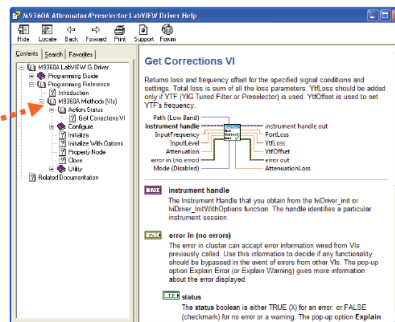 M9360A Attenuator/Preselector LabVIEW Driver Help
Hide Locate Back Forward Print Support Forum
Contents Search Favorites
M9360A LabVIEW G Driver
Programming Guide
Programming Reference
Introduction
M9360A Methods (VIs)
Action Status
Get Corrections VI
Configure
Initialize
Initialize With Options
Property Node
Close
Utility
Related Documentation
Get Corrections VI
Returns loss and frequency offset for the specified signal conditions and
settings. Total loss is sum of all the loss parameters. YtfLoss should be added
only if YTF (YIG Tuned Filter or Preselector) is used. YtfOffset is used to set
YTF's frequency.
Path (Low Band)
Instrument handle instrument handle out
InputFrequency PortLoss
InputLevel YtfLoss
Attenuation YtfOffset
error in (no error) error out
Mode (Disabled) AttenuationLoss
instrument handle
The Instrument Handle that you obtain from the MDriver_init or
MDriver_InitWithOptions function. The handle identifies a particular
instrument session.
error in (no errors)
The error in cluster can accept error information wired from VIs
previously called. Use this information to decide if any functionality
should be bypassed in the event of errors from other VIs. The pop-up
option Explain Error (or Explain Warning) gives more information
about the error displayed.
status
The status boolean is either TRUE (X) for an error, or FALSE
(checkmark) for no error or a warning. The pop-up option Explain